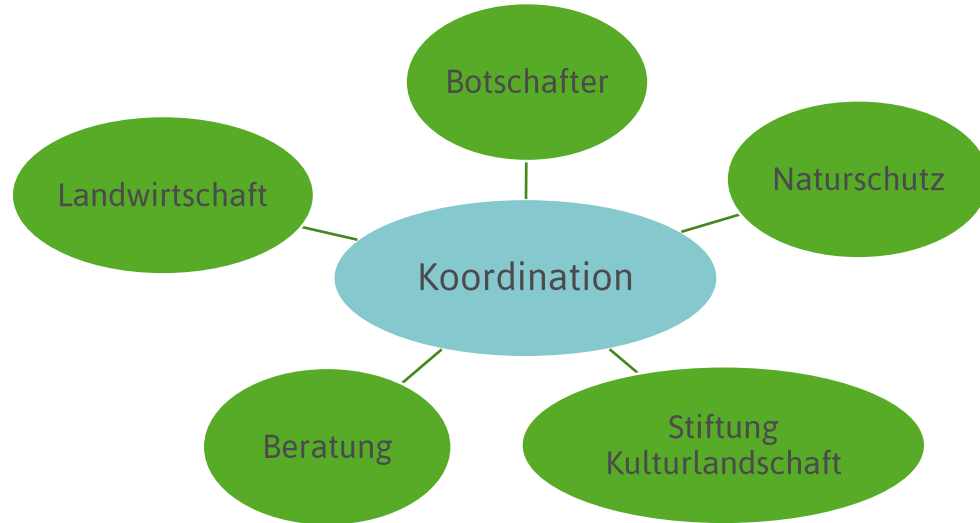 Botschafter
Naturschutz
Landwirtschaft
Koordination
Stiftung
Kulturlandschaft
Beratung